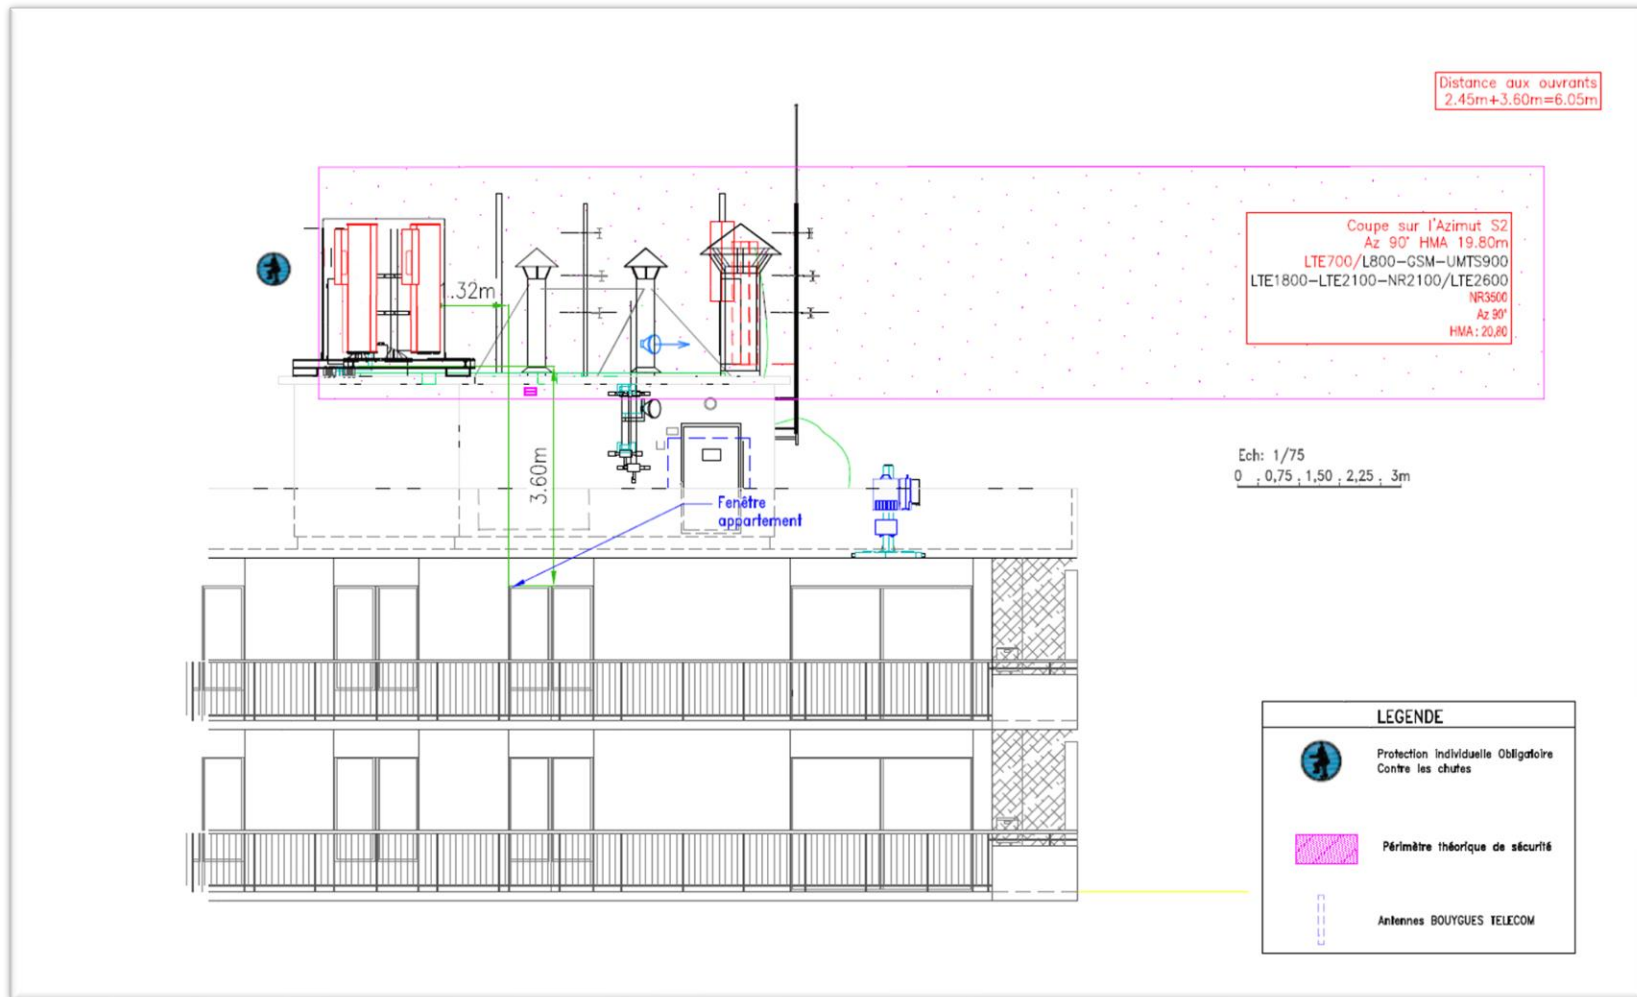 Distance aux ouvrants
2.45m+3.60m=6.05m
Coupe sur l'Azimut S2
Az 90° HMA 19.80m
LTE700/L800-GSM-UMTS900
LTE1800-LTE2100-NR2100/LTE2600
NR3500
Az 90°
HMA : 20,80
.32m
3.60m
Ech: 1/75
0 0,75 1,50 2,25 3m
Fenêtre
appartement
LEGENDE
Protection individuelle Obligatoire
Contre les chutes
Périmètre théorique de sécurité
Antennes BOUYGUES TELECOM